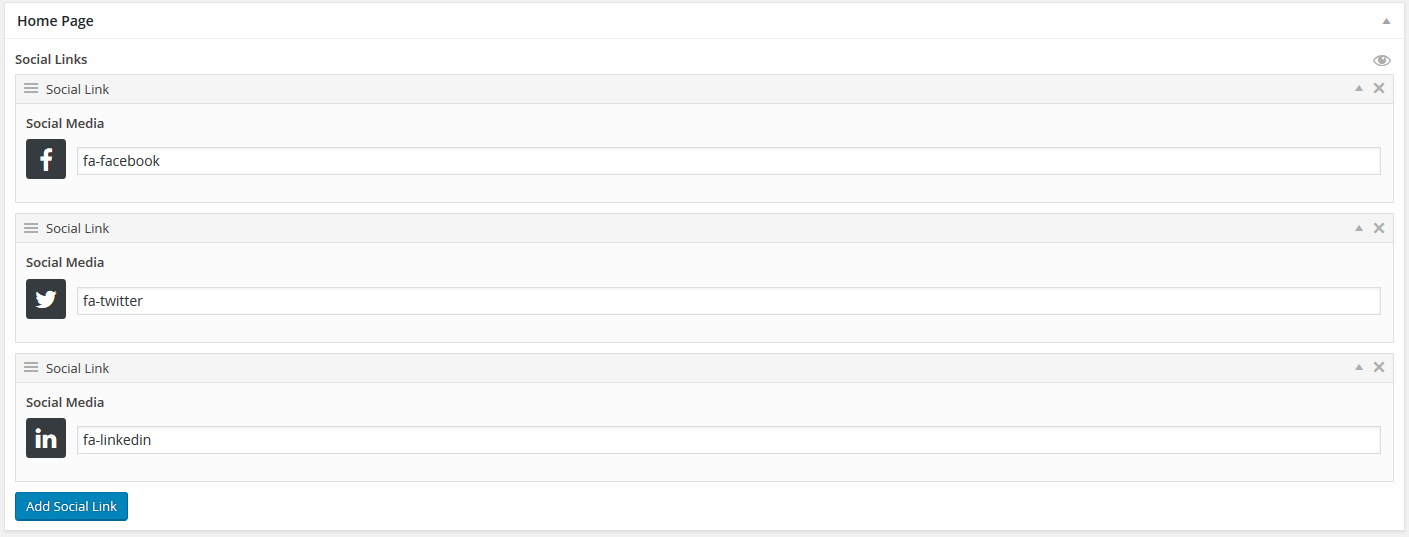 Home Page
Social Links
Social Link
Social Media
fa-facebook
Social Link
Social Media
fa-twitter
Social Link
Social Media
fa-linkedin
Add Social Link